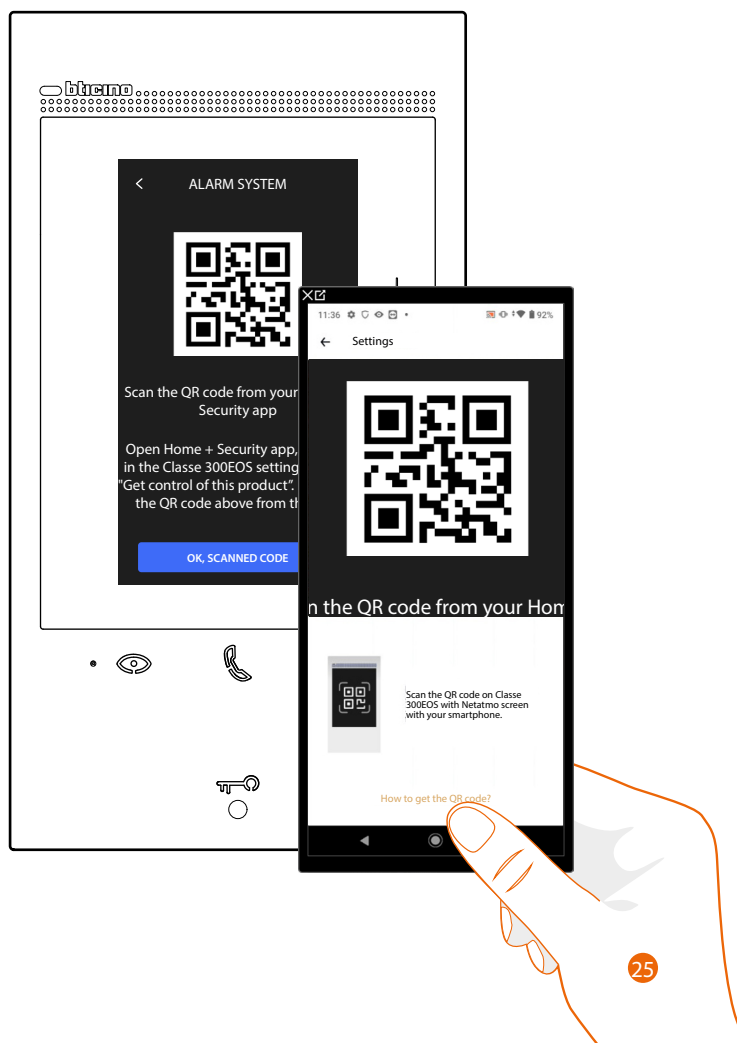 bticino
ALARM SYSTEM
Scan the QR code from your
Security app
Open Home + Security app,
in the Classe 300EOS setting
"Get control of this product".
the QR code above from th
OK, SCANNED CODE
11:36
92%
Settings
n the QR code from your Hom
Scan the QR code on Classe
300EOS with Netatmo screen
with your smartphone.
How to get the QR code?
25